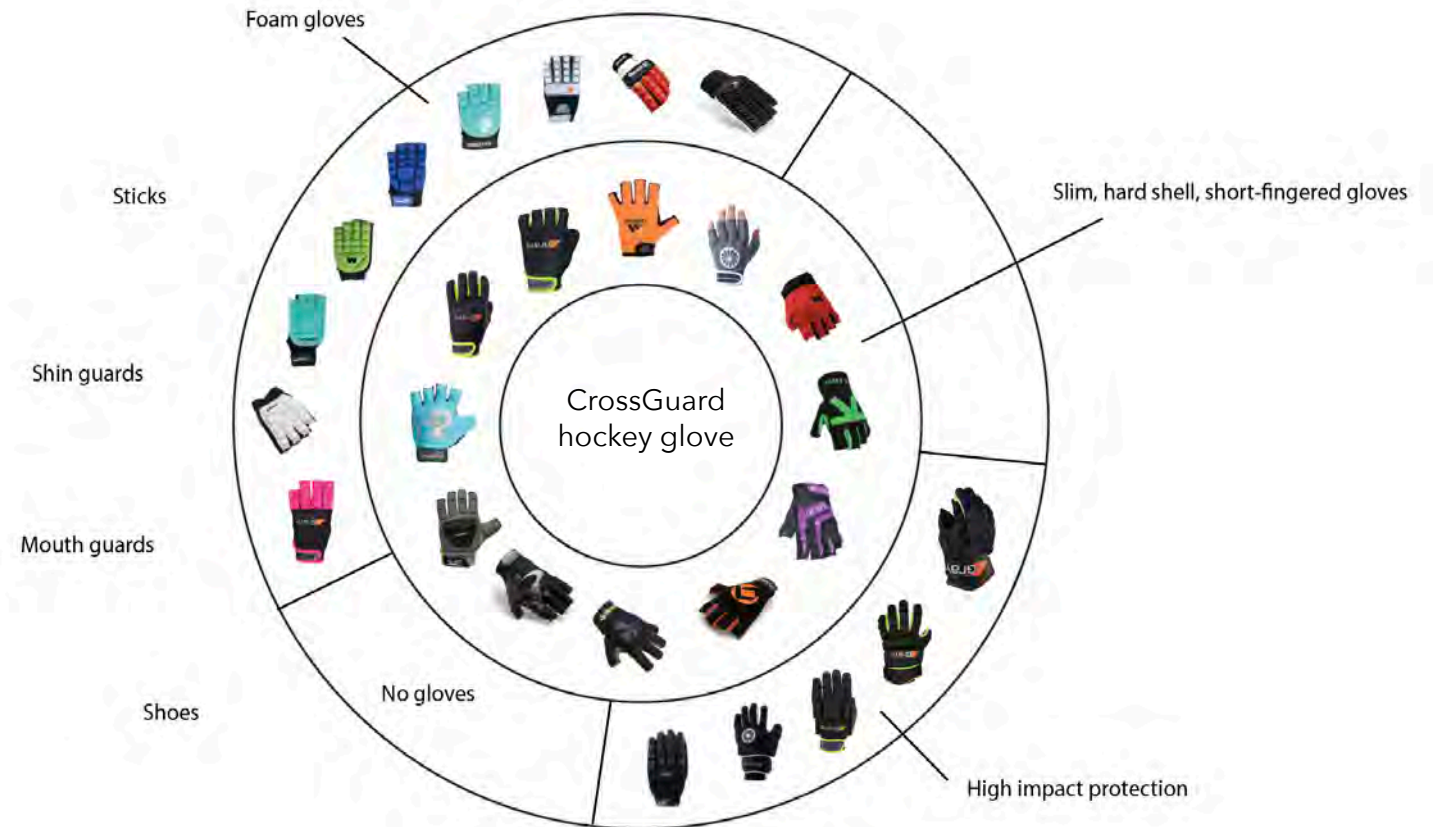 Foam gloves
Sticks
Slim, hard shell, short-fingered gloves
Shin guards
CrossGuard
hockey glove
Mouth guards
No gloves
Shoes
High impact protection